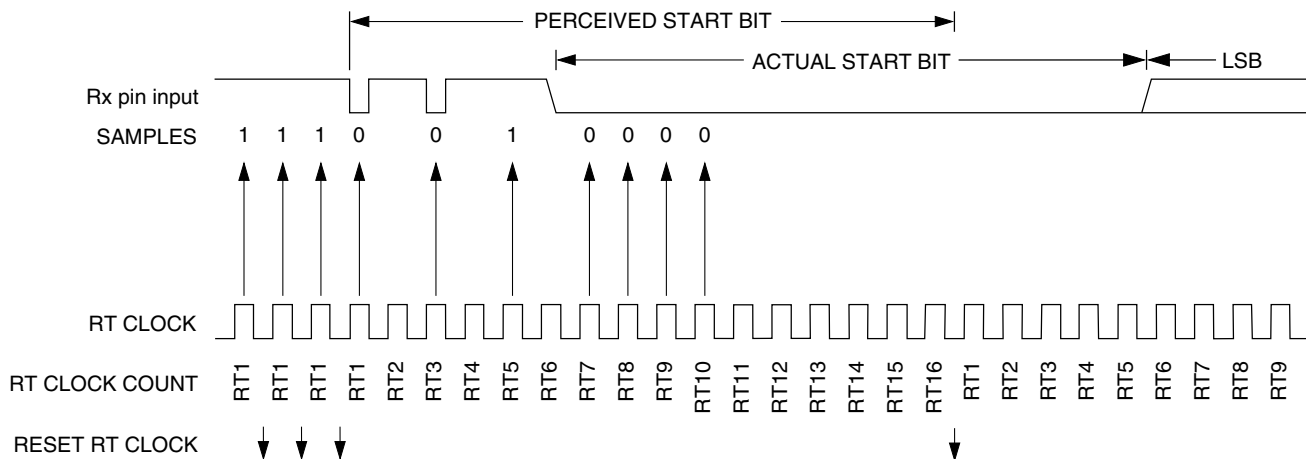 PERCEIVED START BIT
ACTUAL START BIT
LSB
Rx pin input
SAMPLES 1 1 1 0 0 1 0 0 0 0
RT CLOCK
RT CLOCK COUNT RT1 RT1 RT1 RT1 RT2 RT3 RT4 RT5 RT6 RT7 RT8 RT9 RT10 RT11 RT12 RT13 RT14 RT15 RT16 RT1 RT2 RT3 RT4 RT5 RT6 RT7 RT8 RT9
RESET RT CLOCK